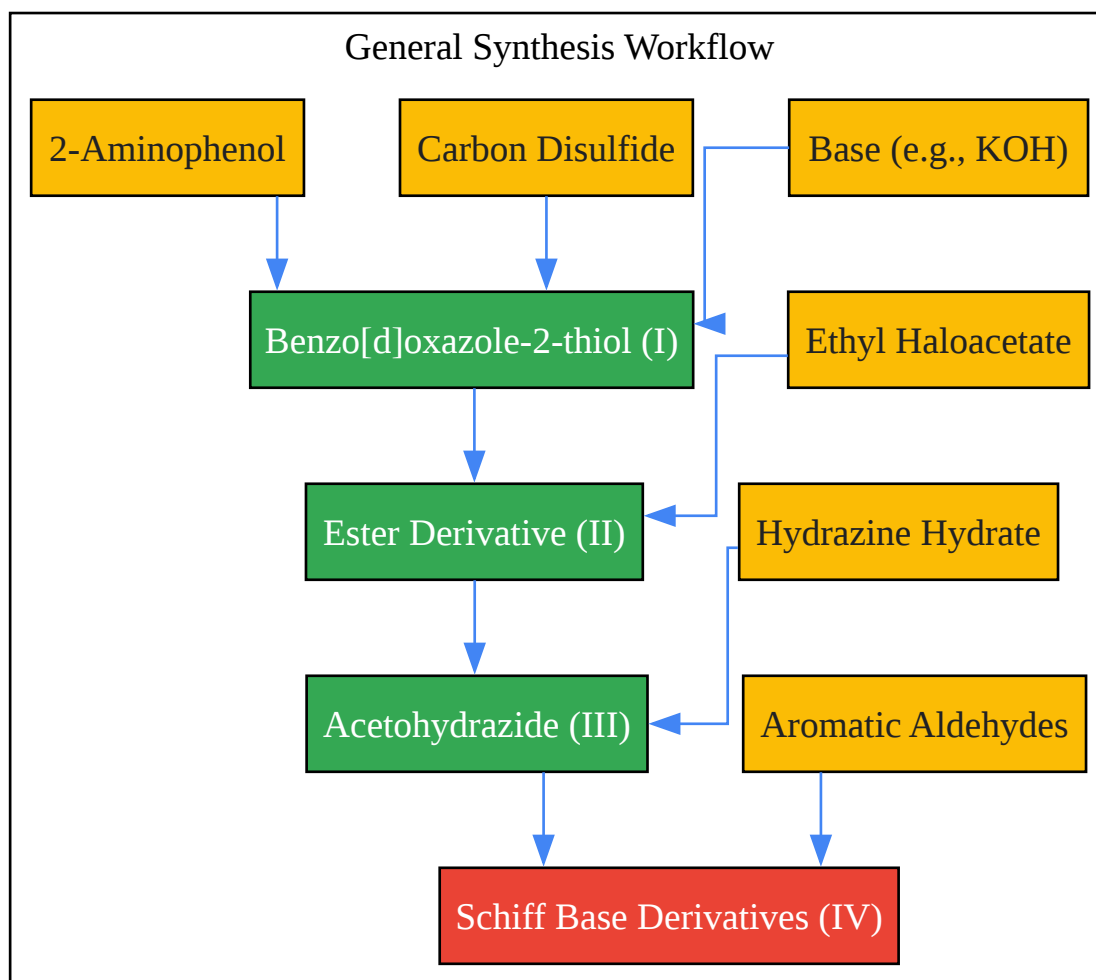 General Synthesis Workflow
2-Aminophenol
Carbon Disulfide
Base (e.g., KOH)
Benzo[d]oxazole-2-thiol (I)
Ethyl Haloacetate
Ester Derivative (II)
Hydrazine Hydrate
Acetohydrazide (III)
Aromatic Aldehydes
Schiff Base Derivatives (IV)